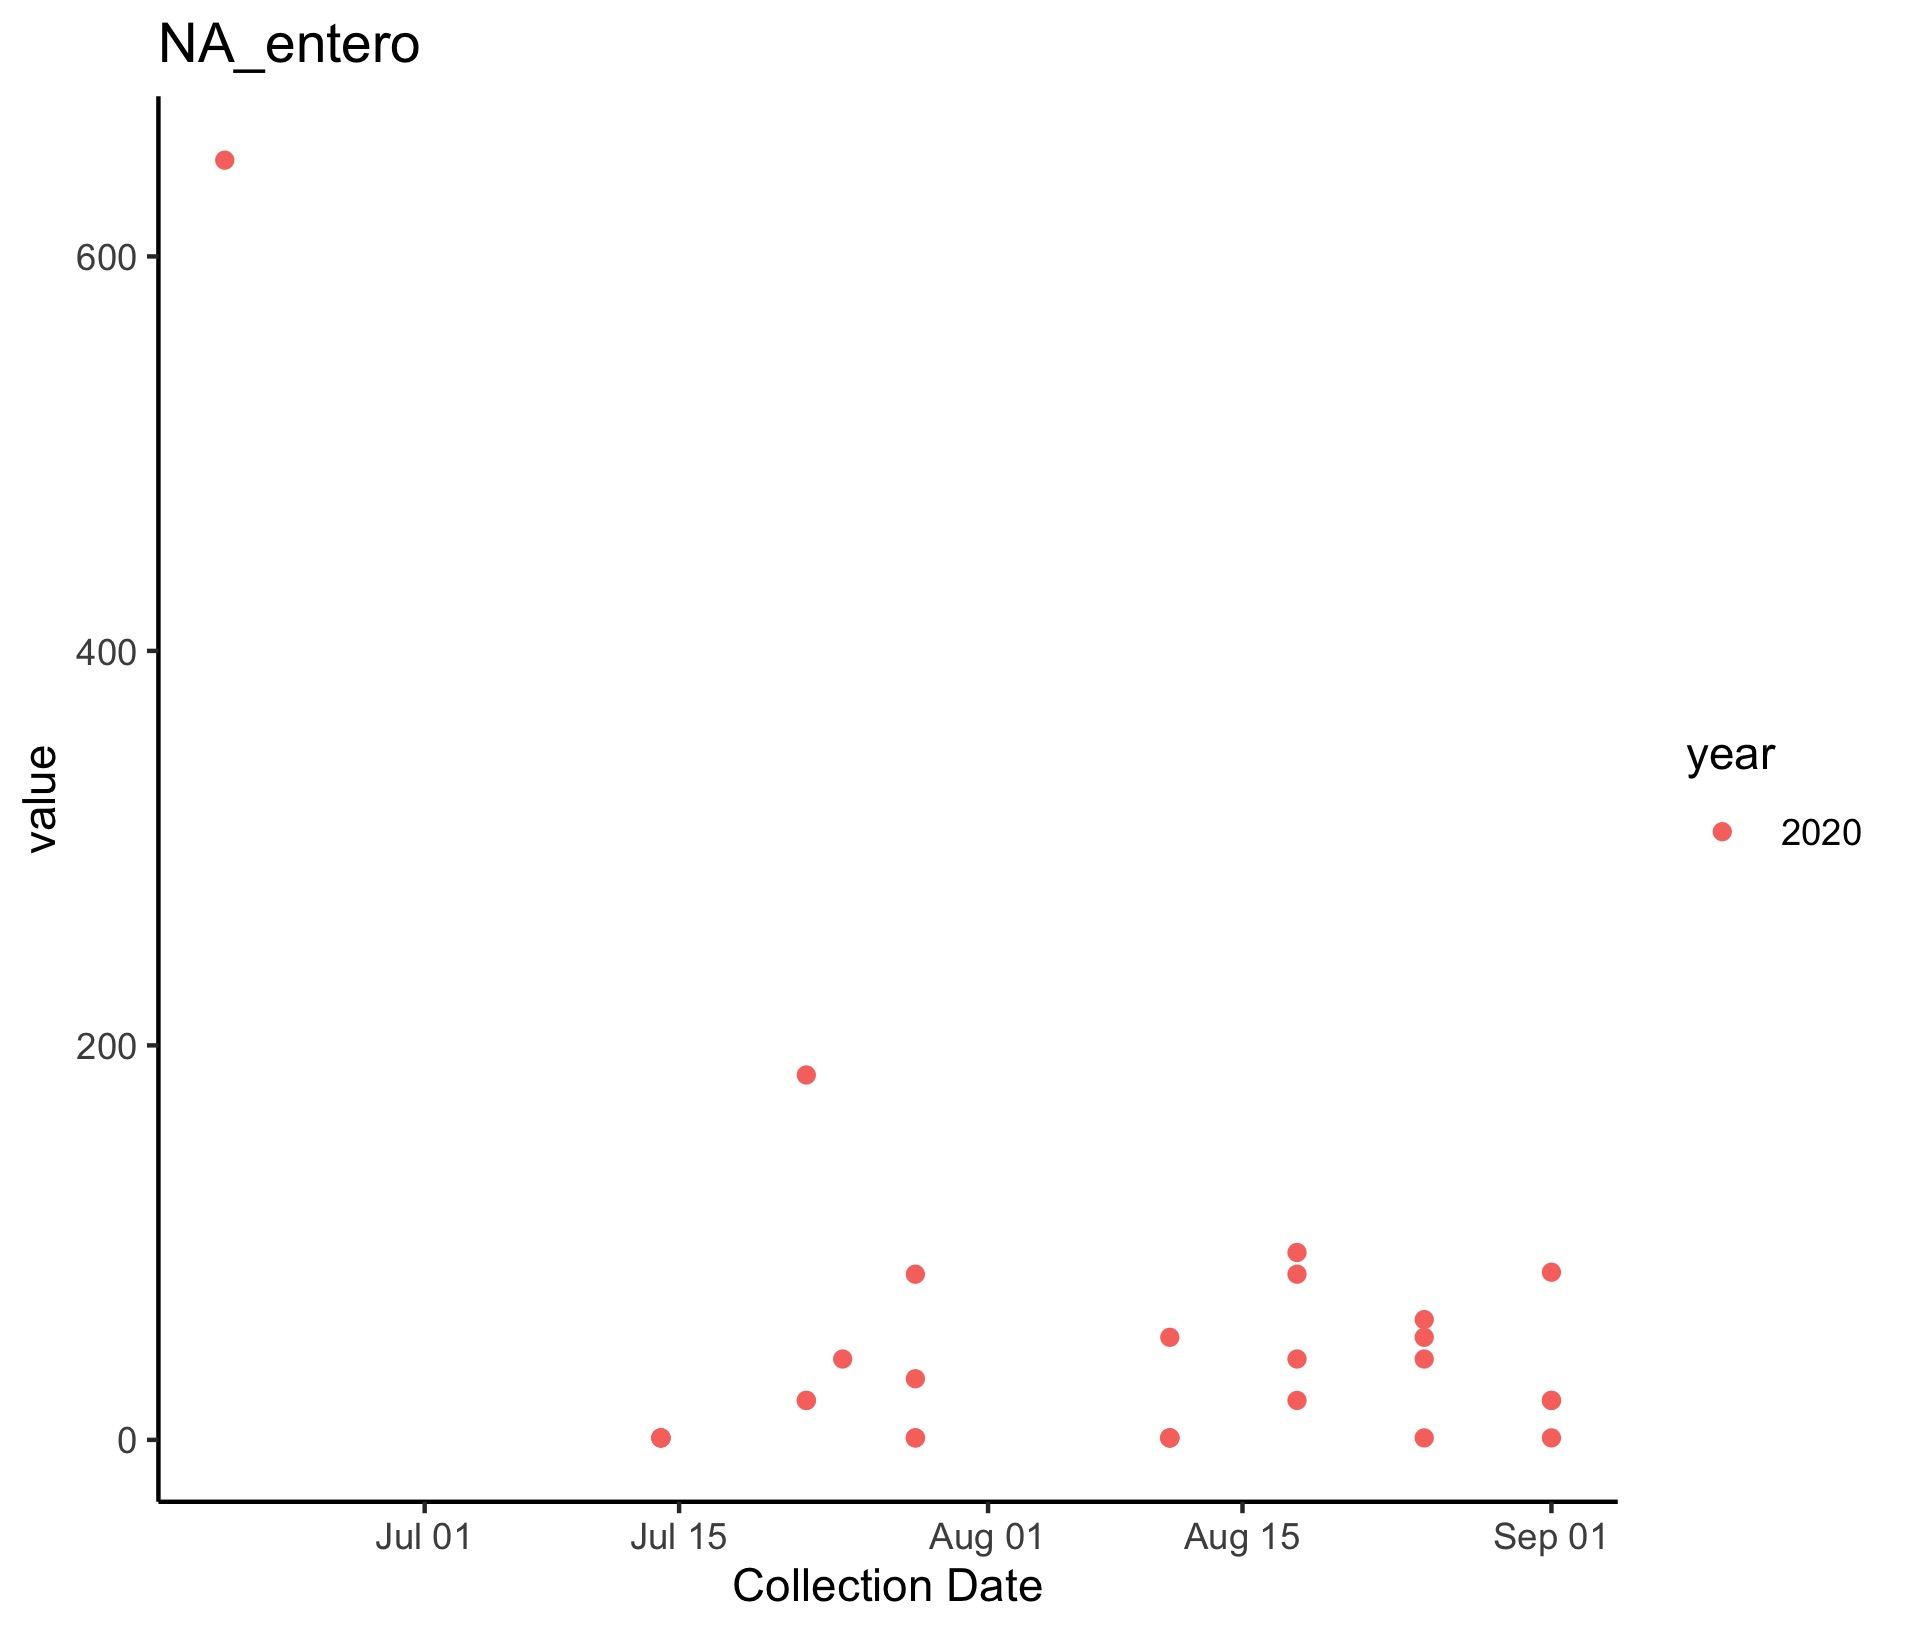 NA_entero
600
400
200
0
value
Jul 01
Jul 15
Aug 01
Aug 15
Sep 01
Collection Date
year
2020